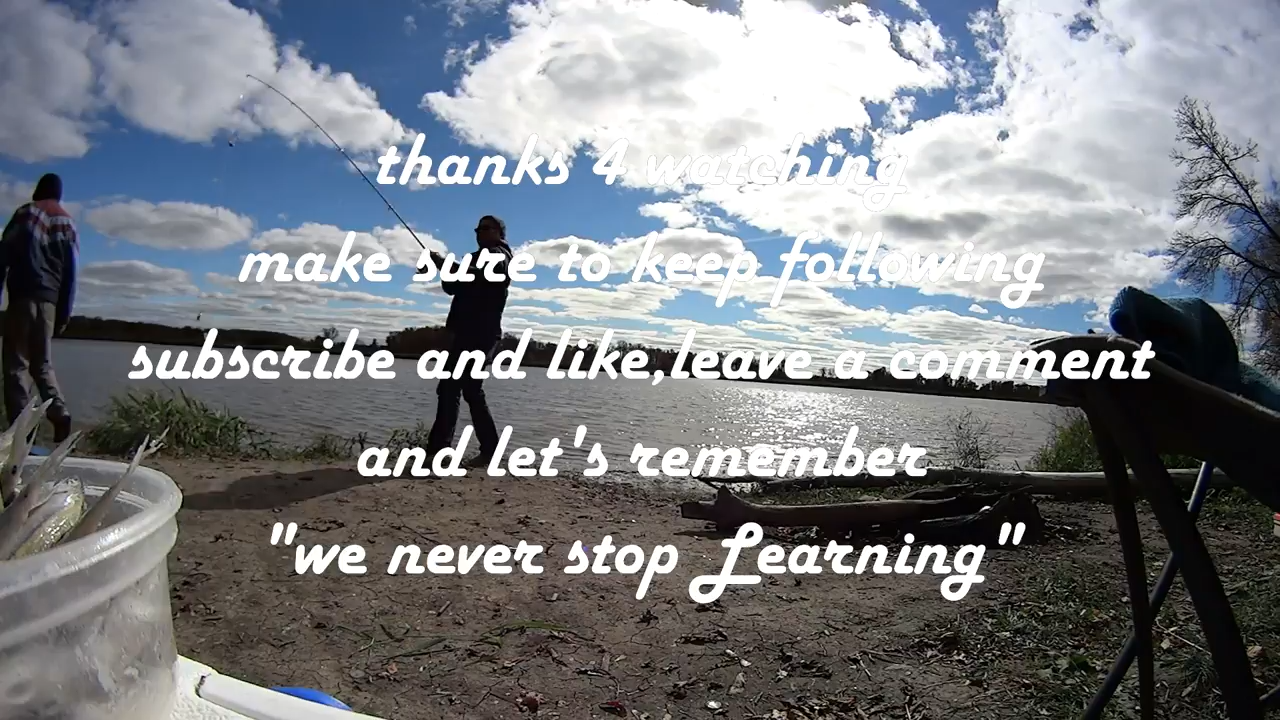 thanks 4 watching
make sure to keep following
subscribe and like,leave a comment
and let's remember
"we never stop Learning"